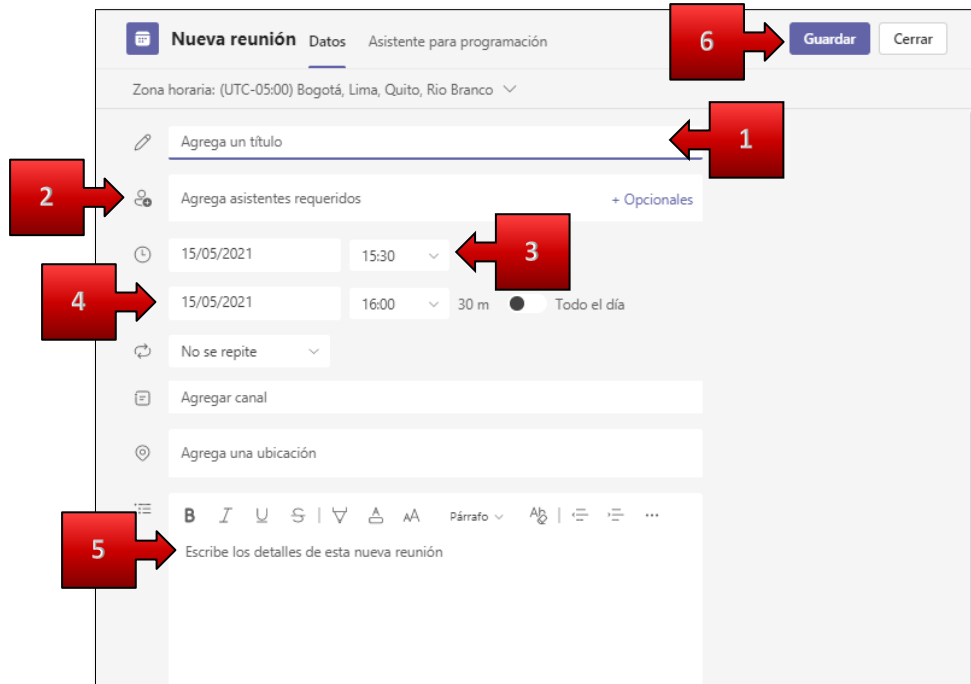 Nueva reunión Datos Asistente para programación 6 Guardar Cerrar
Zona horaria: (UTC-05:00) Bogotá, Lima, Quito, Rio Branco
Agrega un título 1
2 Agrega asistentes requeridos + Opcionales
15/05/2021 15:30 3
4 15/05/2021 16:00 30 m Todo el día
No se repite
Agregar canal
Agrega una ubicación
B I U S A AA Párrafo Ab
5 Escribe los detalles de esta nueva reunión